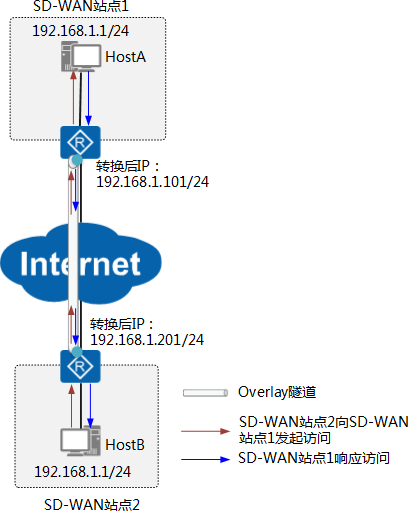 SD-WAN站点1
192.168.1.1/24
HostA
R
转换后IP：
192.168.1.101/24
Internet
转换后IP：
192.168.1.201/24
R
HostB
192.168.1.1/24
SD-WAN站点2
Overlay隧道
SD-WAN站点2向SD-WAN
站点1发起访问
SD-WAN站点1响应访问